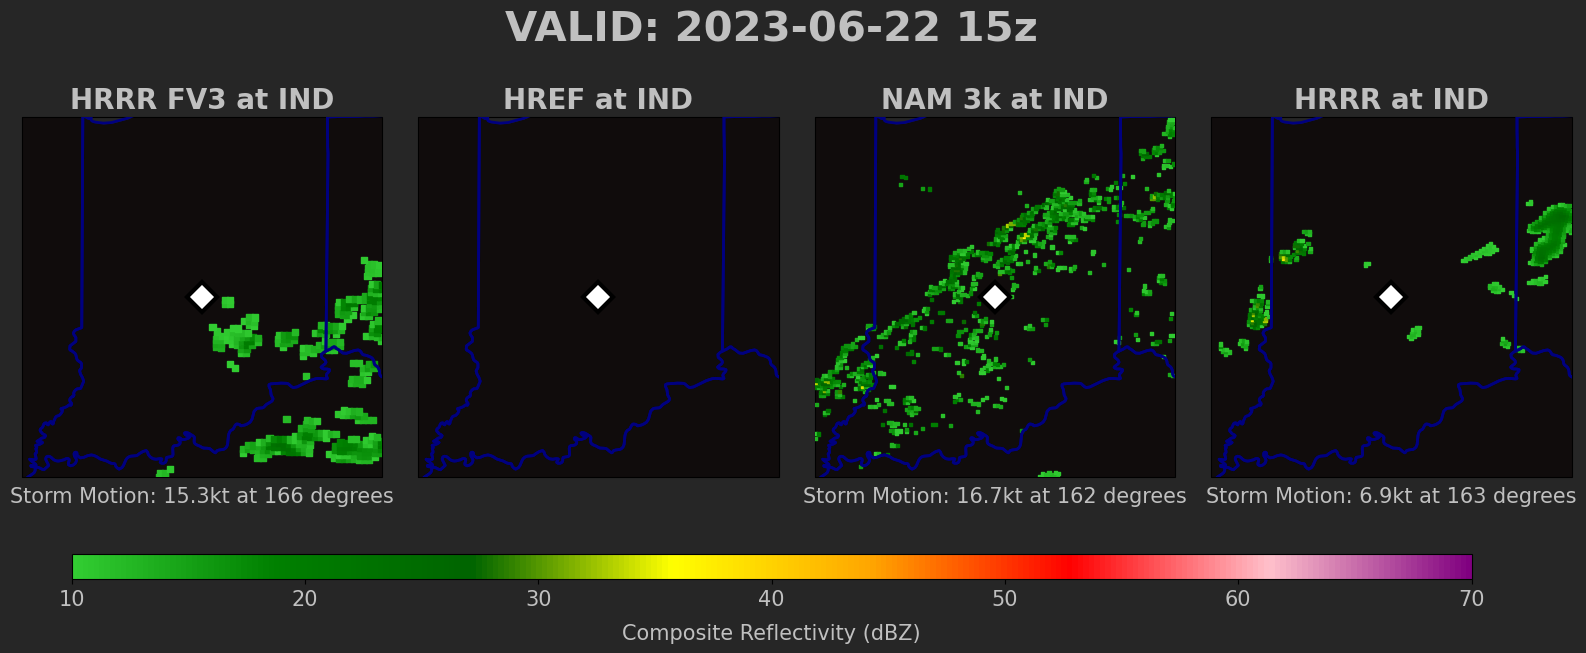 VALID: 2023-06-22 15z
HRRR FV3 at IND
HREF at IND
NAM 3k at IND
HRRR at IND
Storm Motion: 15.3kt at 166 degrees
Storm Motion: 16.7kt at 162 degrees
Storm Motion: 6.9kt at 163 degrees
10 20 30 40 50 60 70
Composite Reflectivity (dBZ)